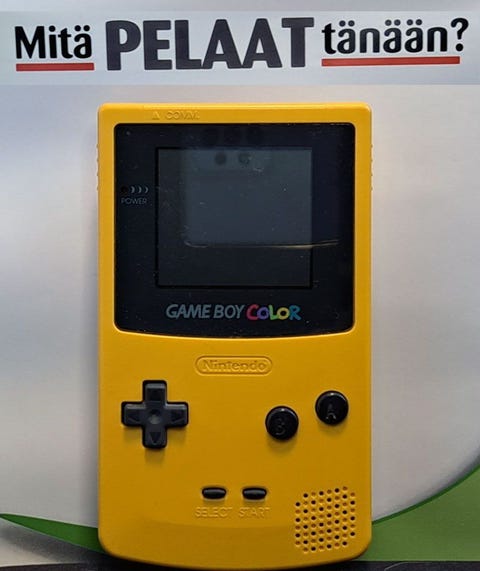 Mitä PELAAT tänään?
COMM.
POWER
GAME BOY COLOR
Nintendo
B A
SELECT START